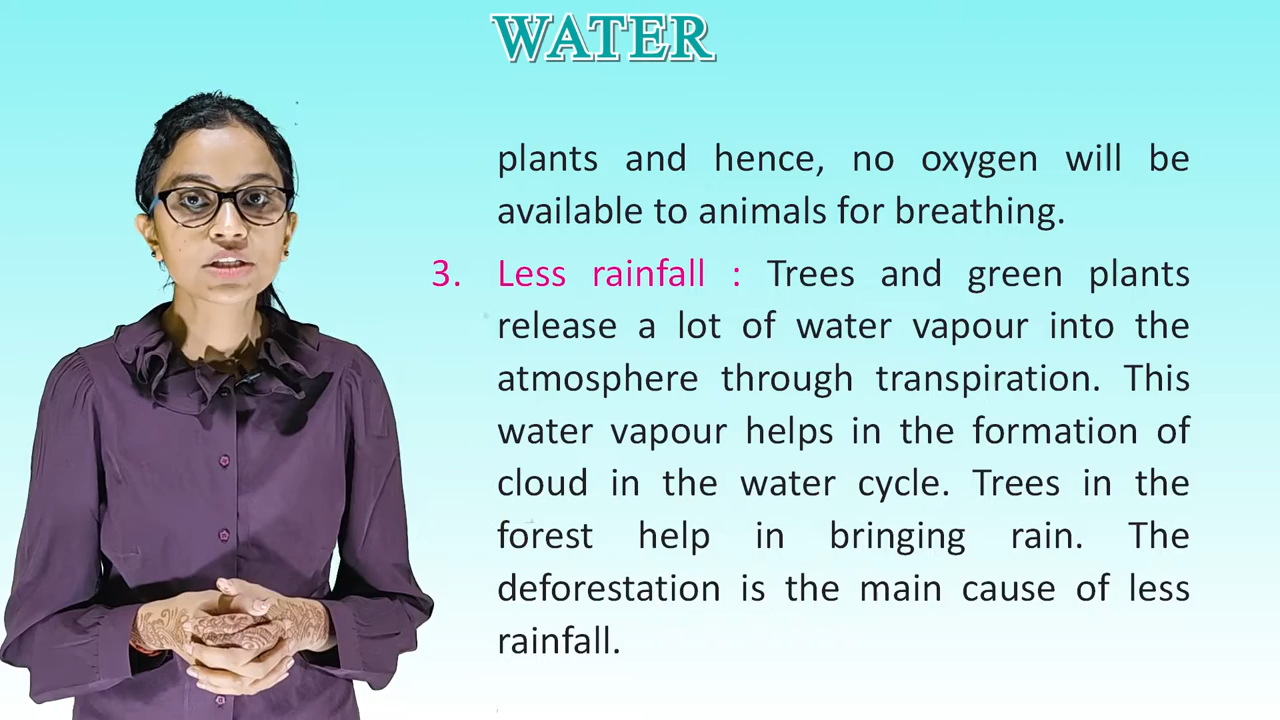 WATER
plants and hence, no oxygen will be
available to animals for breathing.
3. Less rainfall : Trees and green plants
release a lot of water vapour into the
atmosphere through transpiration. This
water vapour helps in the formation of
cloud in the water cycle. Trees in the
forest help in bringing rain. The
deforestation is the main cause of less
rainfall.